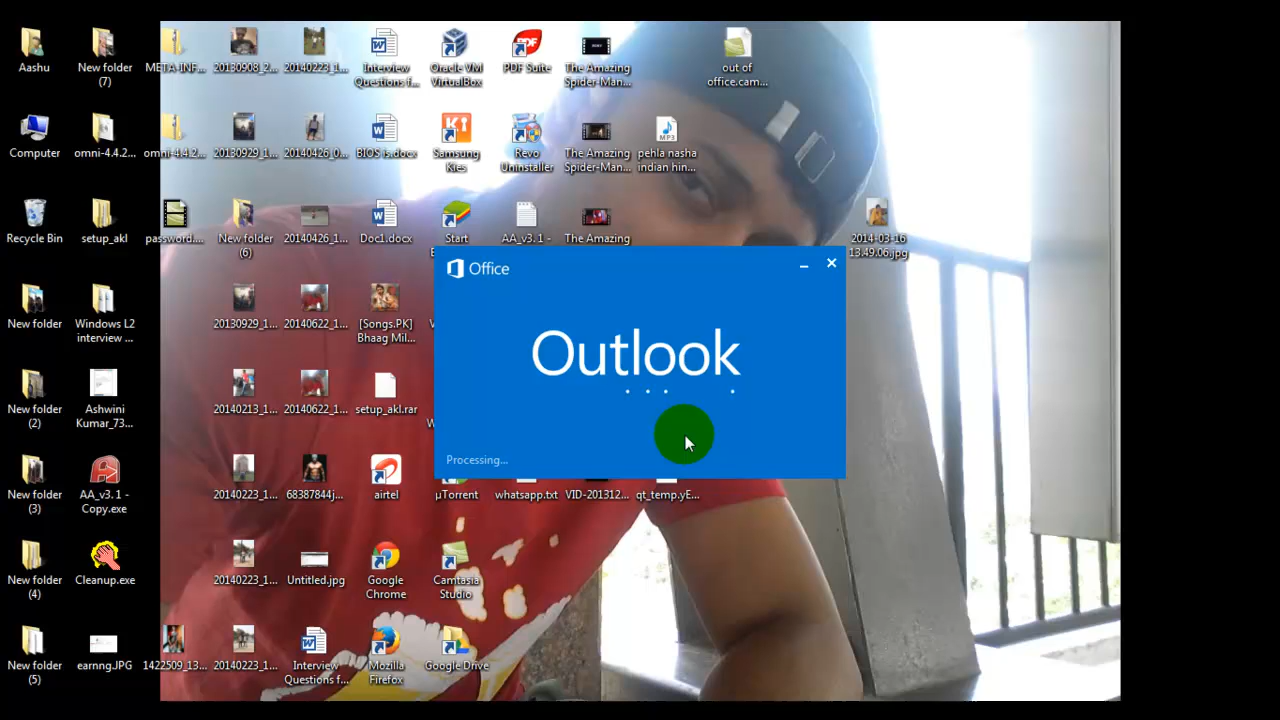 Aashu
New folder
(7)
META-INF...
20130908_2...
20140223_1...
Interview
Questions f...
Oracle VM
VirtualBox
PDF Suite
The Amazing
Spider-Man...
out of
office.cam...
Computer
omni-4.4.2...
omni-4.4.2...
20130929_1...
20140426_0...
BIOS is.docx
Samsung
Kies
Revo
Uninstaller
The Amazing
Spider-Man...
MP3
pehla nasha
indian hin...
Recycle Bin
setup_akl
password....
New folder
(6)
20140426_1...
Doc1.docx
Start
AA_v3.1 -
The Amazing
2014-03-16
13.49.06.jpg
Office
Outlook
Processing...
New folder
Windows L2
interview ...
20130929_1...
20140622_1...
[Songs.PK]
Bhaag Mil...
New folder
(2)
Ashwini
Kumar_73...
20140213_1...
20140622_1...
setup_akl.rar
New folder
(3)
AA_v3.1 -
Copy.exe
20140223_1...
68387844j...
airtel
µTorrent
whatsapp.txt
VID-201312...
qt_temp.yE...
New folder
(4)
Cleanup.exe
20140223_1...
Untitled.jpg
Google
Chrome
Camtasia
Studio
New folder
(5)
earnng.JPG
1422509_13...
20140223_1...
Interview
Questions f...
Mozilla
Firefox
Google Drive